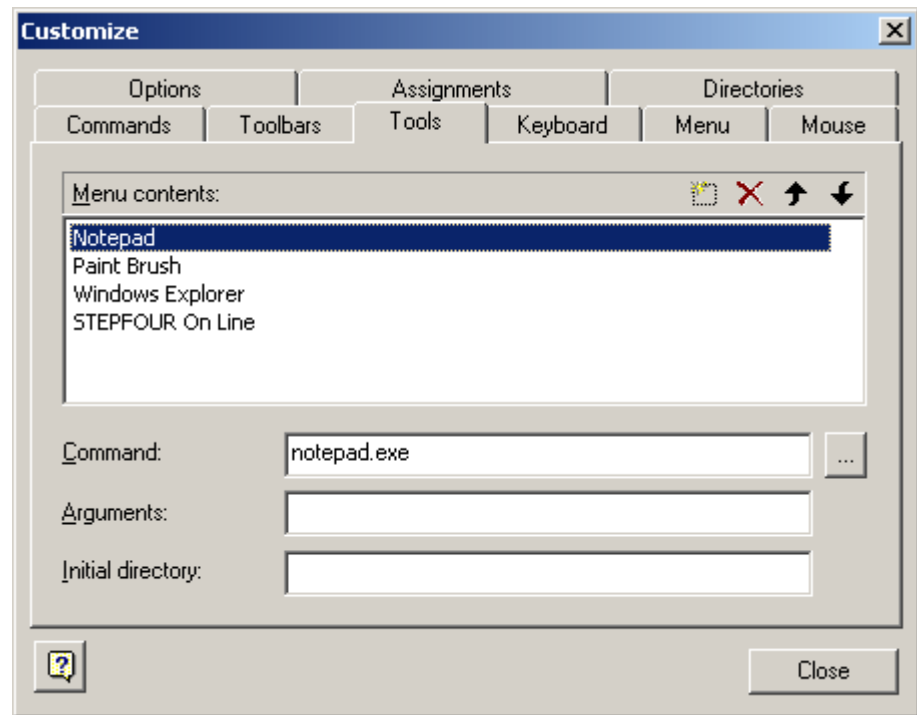 Customize
Options Assignments Directories
Commands Toolbars Tools Keyboard Menu Mouse
Menu contents:
Notepad
Paint Brush
Windows Explorer
STEPFOUR On Line
Command: notepad.exe ...
Arguments:
Initial directory:
Close